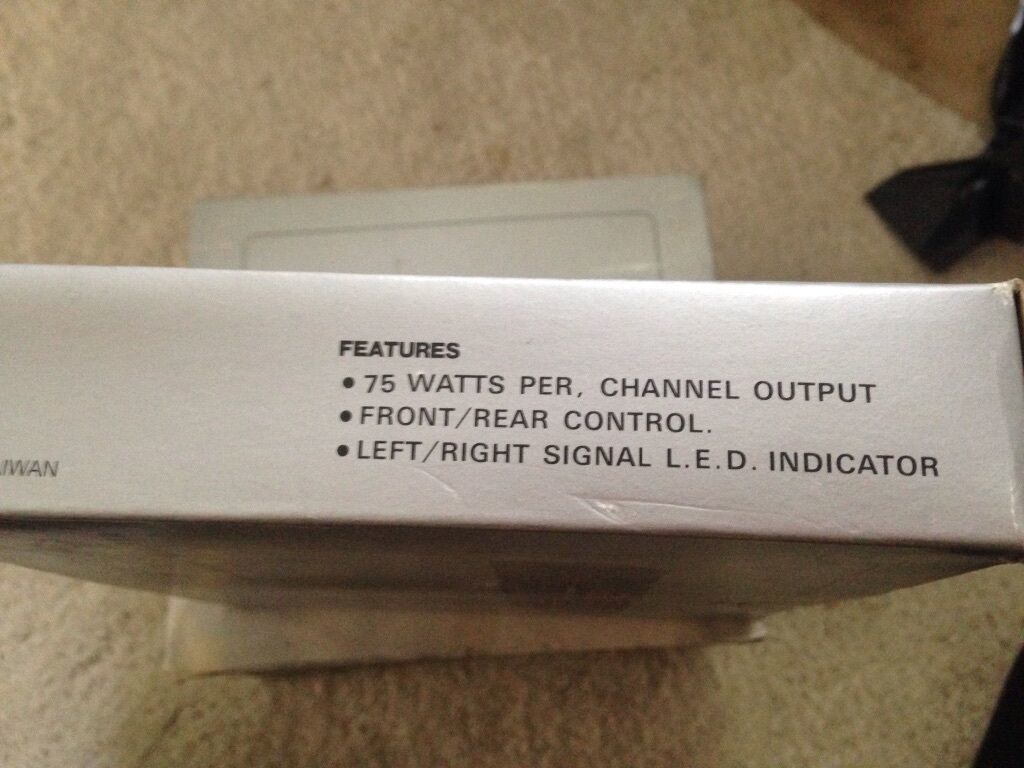 FEATURES
• 75 WATTS PER, CHANNEL OUTPUT
• FRONT/REAR CONTROL.
• LEFT/RIGHT SIGNAL L.E.D. INDICATOR